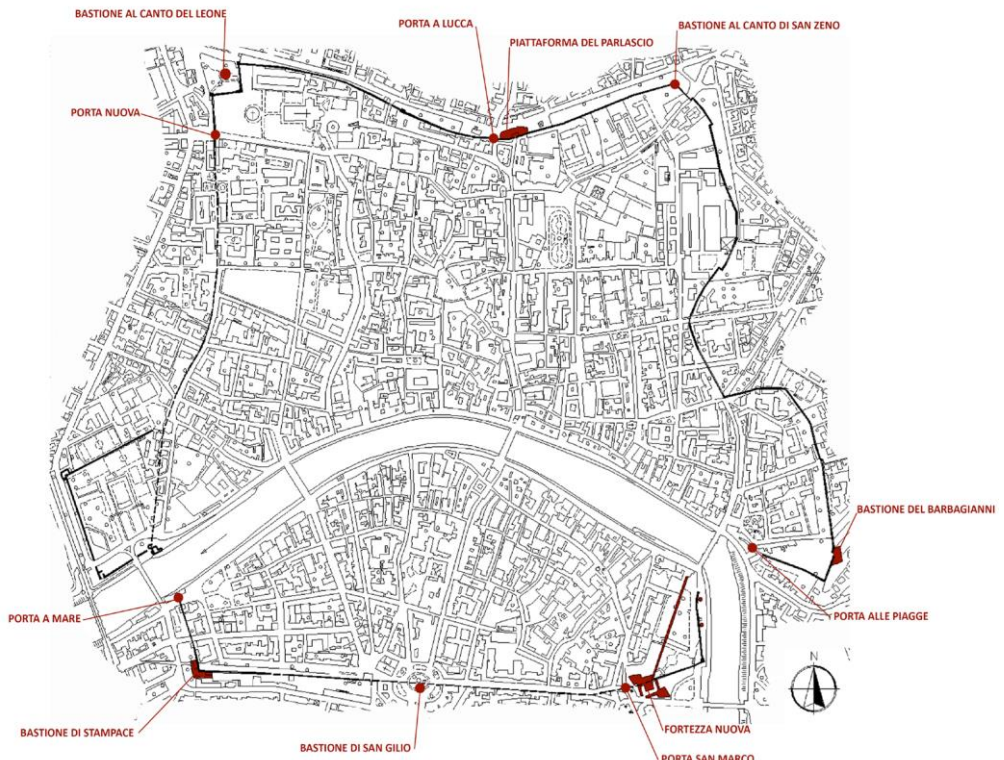 BASTIONE AL CANTO DEL LEONE
PORTA A LUCCA
BASTIONE AL CANTO DI SAN ZENO
PIATTAFORMA DEL PARLASCIO
PORTA NUOVA
BASTIONE DEL BARBAGIANNI
PORTA A MARE
PORTA ALLE PIAGGE
N
BASTIONE DI STAMPACE
FORTEZZA NUOVA
BASTIONE DI SAN GILIO
PORTA SAN MARCO